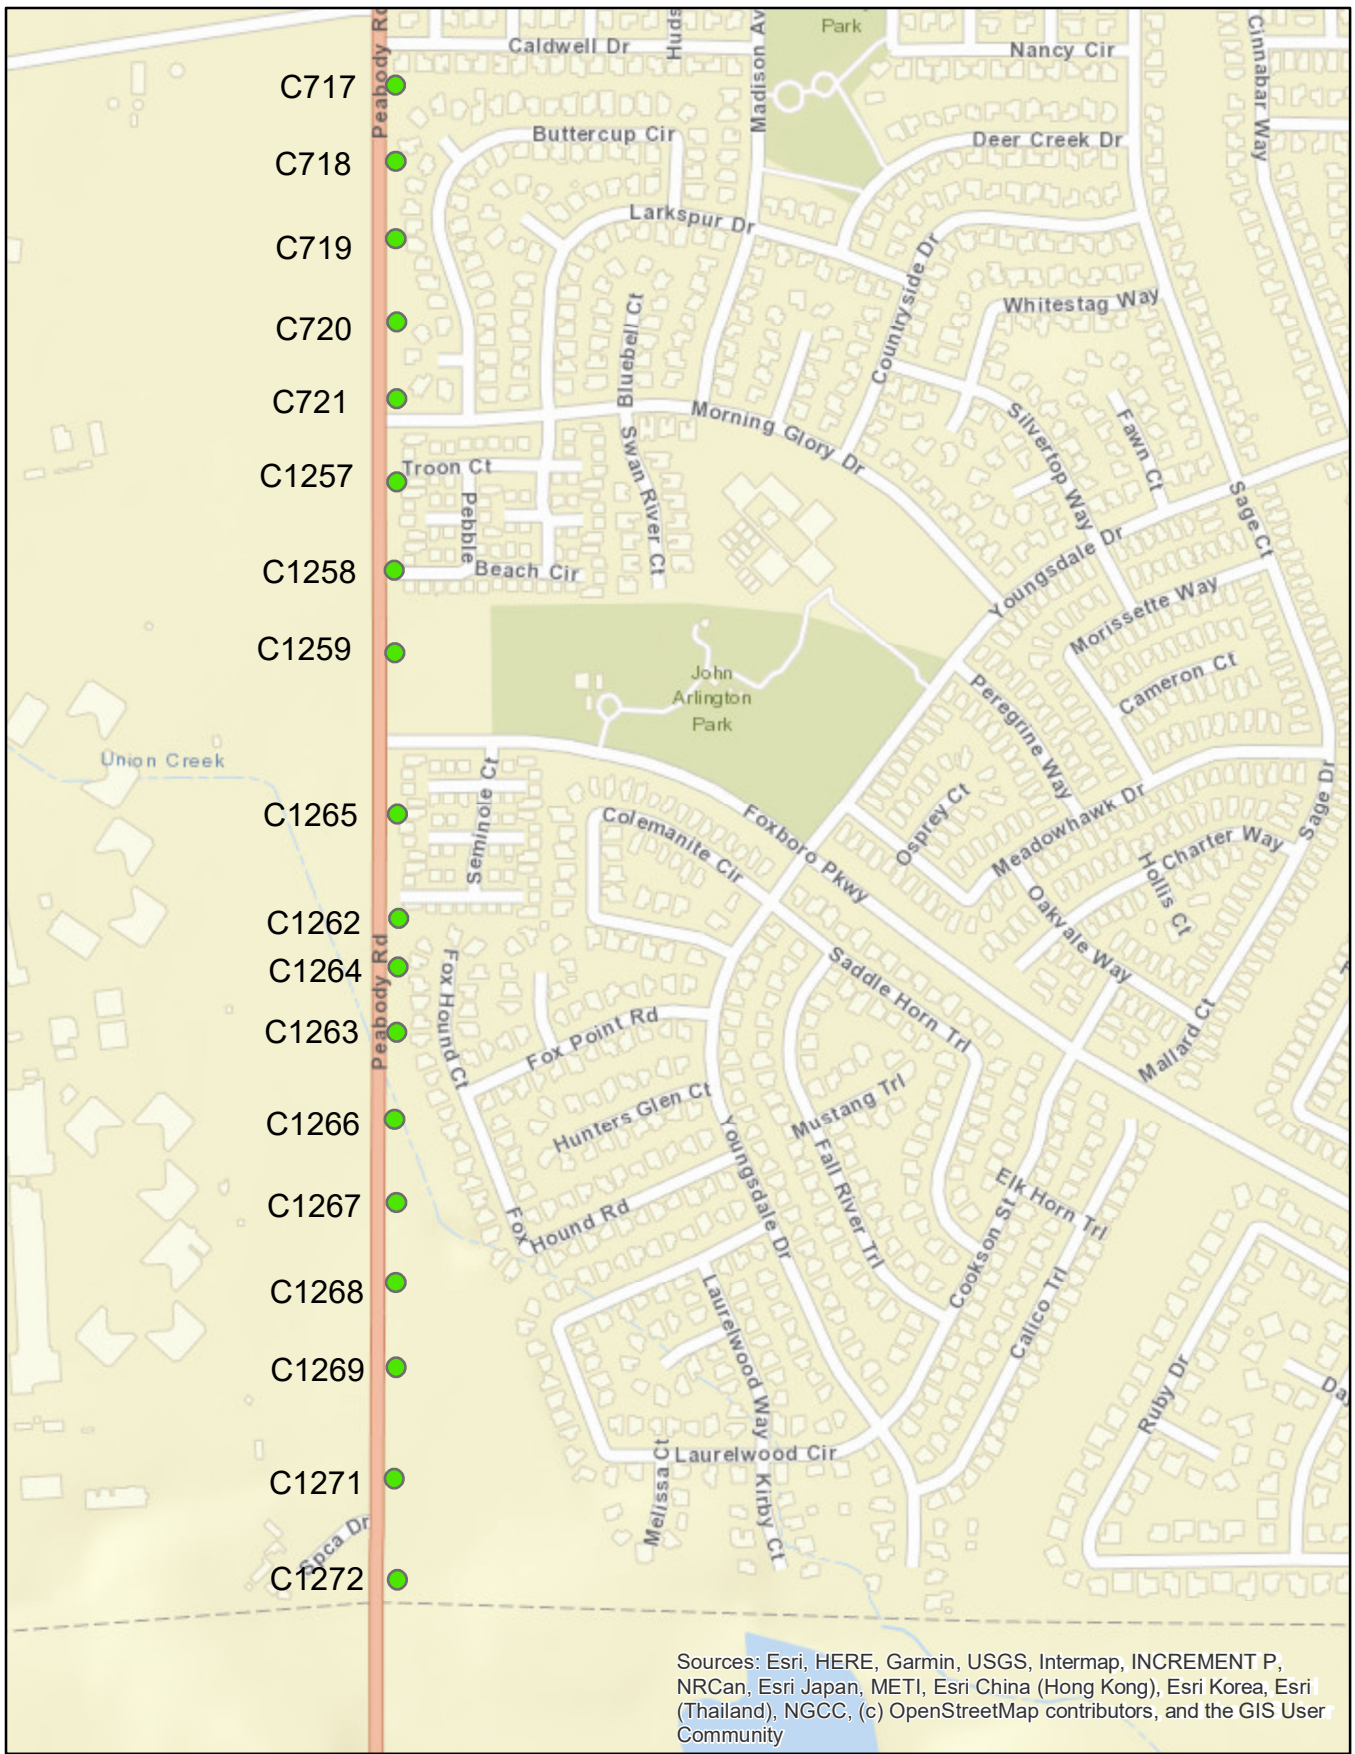 Peabody Rd
Caldwell Dr
Huds
Madison Av
Park
Nancy Cir
Cinnabar Way
C717
Buttercup Cir
Deer Creek Dr
C718
Larkspur Dr
C719
Countryside Dr
Whitestag Way
C720
Bluebell Ct
C721
Morning Glory Dr
Silvertop Way
Fawn Ct
C1257
Troon Ct
Pebble
Beach Cir
Swan River Ct
Sage Ct
Youngsdale Dr
C1258
Morissette Way
C1259
John
Arlington
Park
Cameron Ct
Peregrine Way
Union Creek
Sage Dr
C1265
Seminole Ct
Colemanite Cir
Foxboro Pkwy
Osprey Ct
Meadowhawk Dr
Charter Way
Hollis Ct
C1262
Oakvale Way
C1264
Peabody Rd
Fox Hound Ct
Saddle Horn Trl
C1263
Fox Point Rd
Mallard Ct
C1266
Hunters Glen Ct
Mustang Trl
Youngsdale Dr
Fall River Trl
C1267
Fox
Hound Rd
Elk Horn Trl
C1268
Cookson St
Calico Trl
Laurelwood Way
C1269
Ruby Dr
Da
C1271
Laurelwood Cir
Melissa Ct
Kirby Ct
Spca Dr
C1272
Sources: Esri, HERE, Garmin, USGS, Intermap, INCREMENT P,
NRCan, Esri Japan, METI, Esri China (Hong Kong), Esri Korea, Esri
(Thailand), NGCC, (c) OpenStreetMap contributors, and the GIS User
Community